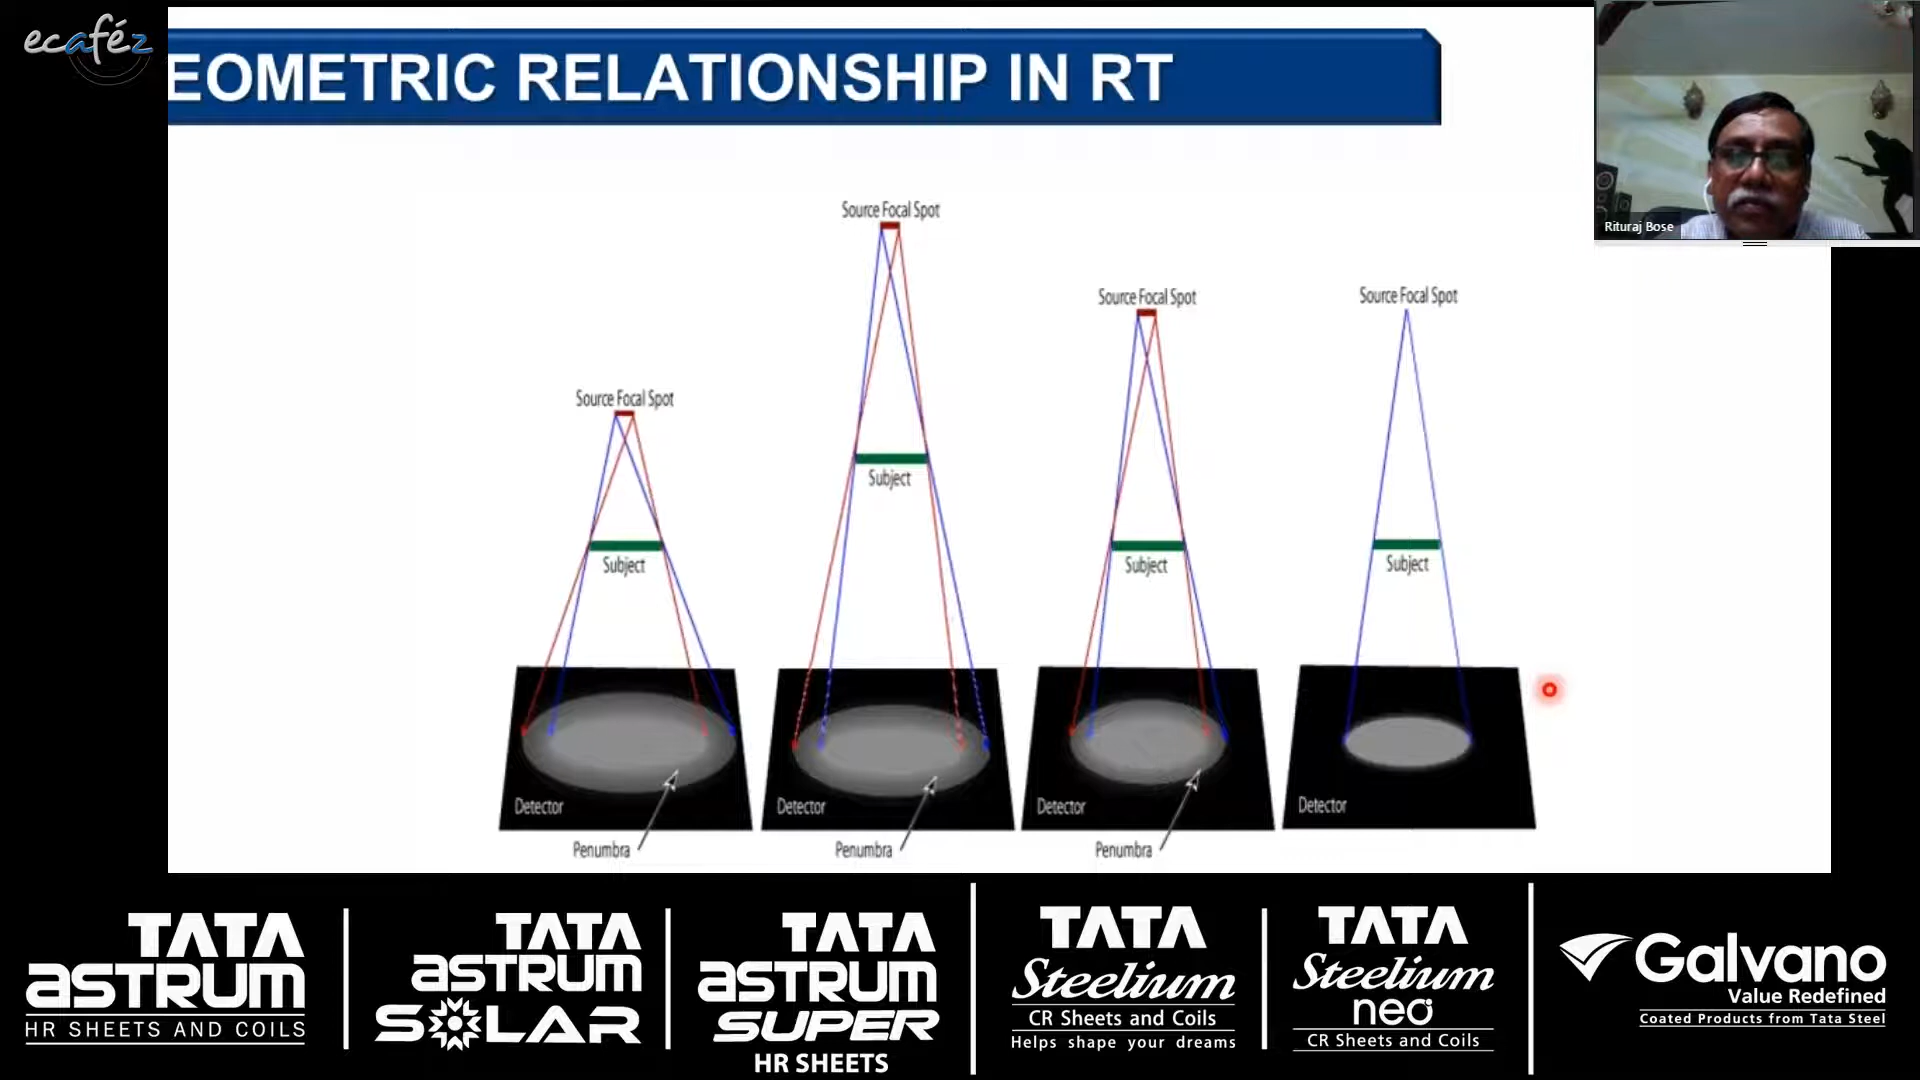 ecaféz
EOMETRIC RELATIONSHIP IN RT
Rituraj Bose
Source Focal Spot
Source Focal Spot
Source Focal Spot
Source Focal Spot
Subject
Subject
Subject
Subject
Detector
Detector
Detector
Detector
Penumbra
Penumbra
Penumbra
TATA
ASTRUM
HR SHEETS AND COILS
TATA
ASTRUM
SOLAR
TATA
ASTRUM
SUPER
HR SHEETS
TATA
Steelium
CR Sheets and Coils
Helps shape your dreams
TATA
Steelium
neo
CR Sheets and Coils
Galvano
Value Redefined
Coated Products from Tata Steel